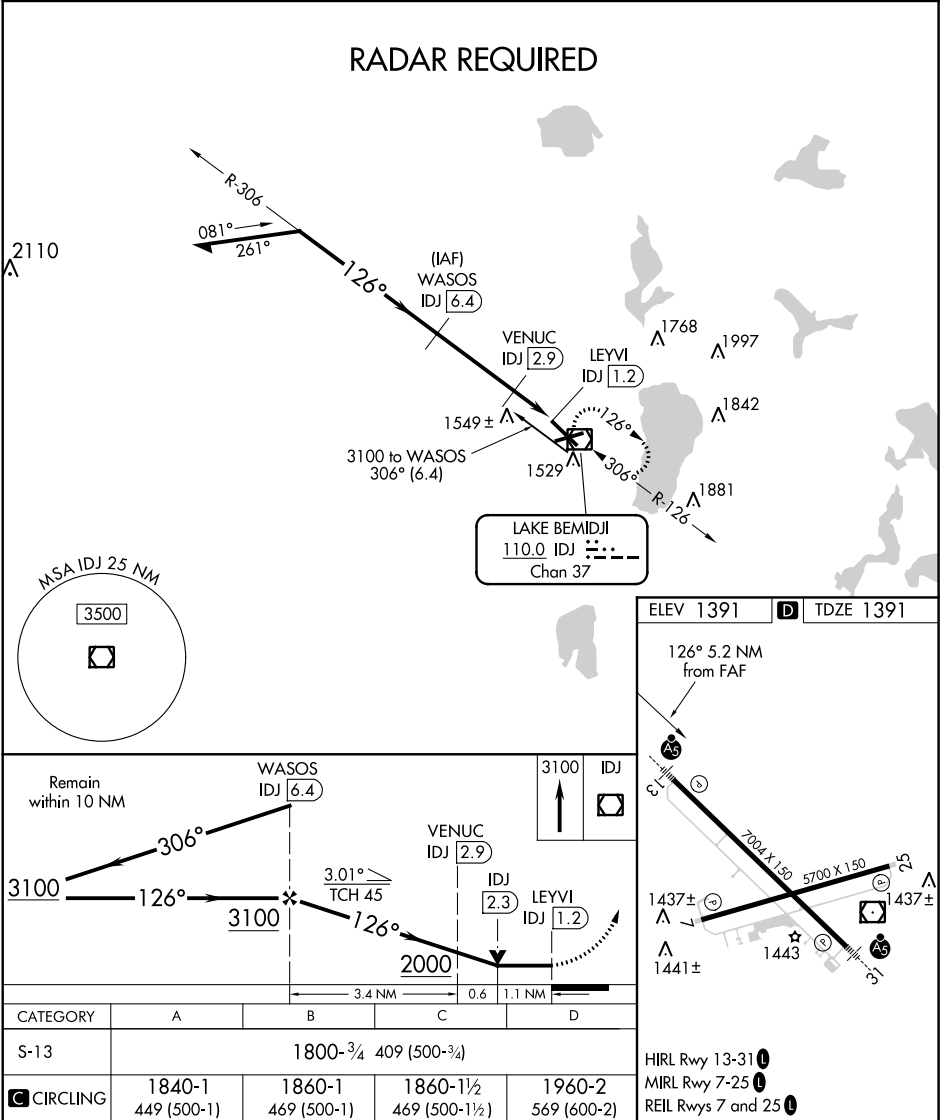 RADAR REQUIRED
R-306
081°
261°
2110
126°
(IAF)
WASOS
IDJ 6.4
VENUC
IDJ 2.9
LEYVI
IDJ 1.2
1768
1997
1842
1549 ±
126°
3100 to WASOS
306° (6.4)
1529
306°
R-126
1881
LAKE BEMIDJI
110.0 IDJ
Chan 37
MSA IDJ 25 NM
3500
ELEV 1391 D TDZE 1391
126° 5.2 NM
from FAF
A5
P
13
7004 X 150
5700 X 150
25
P
1437±
P
7
1437±
1441±
1443
P
A5
31
HIRL Rwy 13-31 L
MIRL Rwy 7-25 L
REIL Rwys 7 and 25 L
Remain
within 10 NM
WASOS
IDJ 6.4
3100 IDJ
306°
VENUC
IDJ 2.9
3100
126°
3100
3.01°
TCH 45
126°
IDJ
2.3
LEYVI
IDJ 1.2
2000
3.4 NM 0.6 1.1 NM
CATEGORY A B C D
S-13 1800-¾ 409 (500-¾)
C CIRCLING 1840-1 1860-1 1860-1½ 1960-2
449 (500-1) 469 (500-1) 469 (500-1½) 569 (600-2)